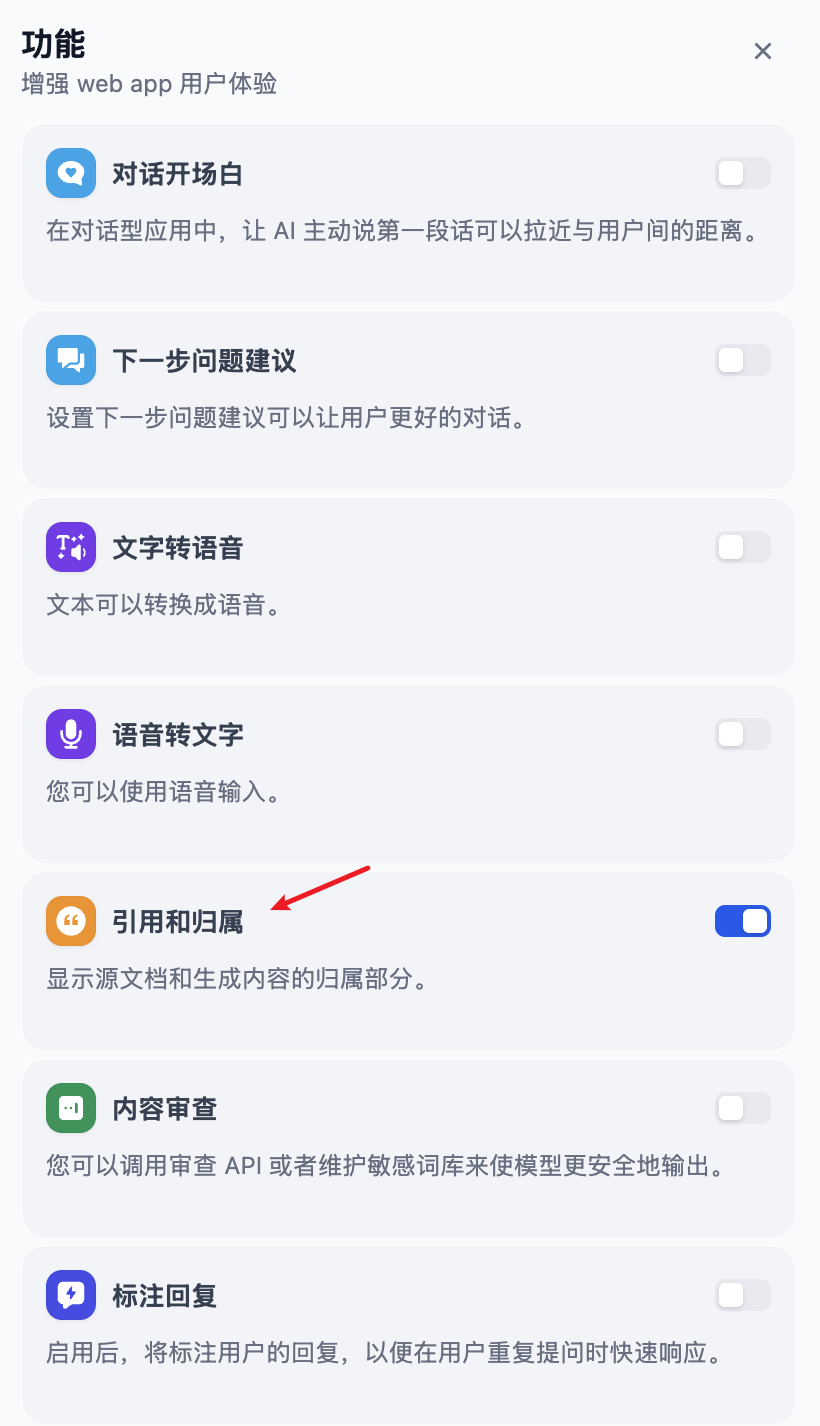 功能
增强 web app 用户体验
对话开场白
在对话型应用中，让 AI 主动说第一段话可以拉近与用户间的距离。
下一步问题建议
设置下一步问题建议可以让用户更好的对话。
文字转语音
文本可以转换成语音。
语音转文字
您可以使用语音输入。
引用和归属
显示源文档和生成内容的归属部分。
内容审查
您可以调用审查 API 或者维护敏感词库来使模型更安全地输出。
标注回复
启用后，将标注用户的回复，以便在用户重复提问时快速响应。